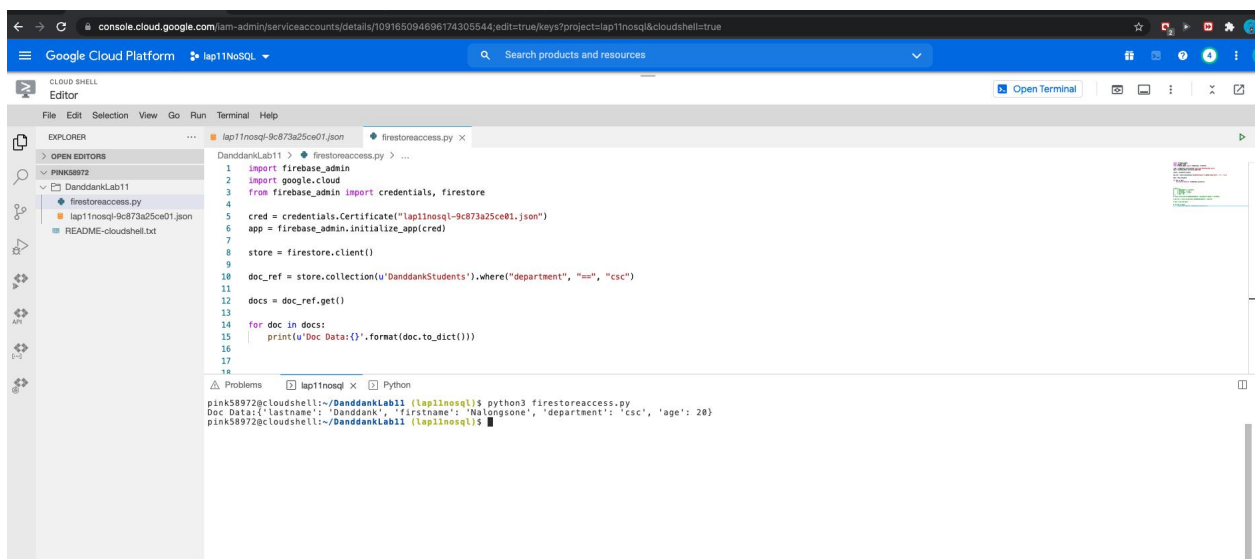 console.cloud.google.com/iam-admin/serviceaccounts/details/109165094696174305544;edit=true/keys?project=lap11nosql&cloudshell=true
Google Cloud Platform lap11NoSQL Search products and resources 4
CLOUD SHELL
Editor
Open Terminal
File Edit Selection View Go Run Terminal Help
EXPLORER
OPEN EDITORS
PINK58972
DanddankLab11
firestoreaccess.py
lap11nosql-9c873a25ce01.json
README-cloudshell.txt
API
lap11nosql-9c873a25ce01.json firestoreaccess.py
DanddankLab11 > firestoreaccess.py > ...
1 import firebase_admin
2 import google.cloud
3 from firebase_admin import credentials, firestore
4
5 cred = credentials.Certificate("lap11nosql-9c873a25ce01.json")
6 app = firebase_admin.initialize_app(cred)
7
8 store = firestore.client()
9
10 doc_ref = store.collection(u'DanddankStudents').where("department", "==", "csc")
11
12 docs = doc_ref.get()
13
14 for doc in docs:
15 print(u'Doc Data:{}'.format(doc.to_dict()))
16
17
18
Problems lap11nosql Python
pink58972@cloudshell:~/DanddankLab11 (lap11nosql)$ python3 firestoreaccess.py
Doc Data:{'lastname': 'Danddank', 'firstname': 'Nalongsone', 'department': 'csc', 'age': 20}
pink58972@cloudshell:~/DanddankLab11 (lap11nosql)$